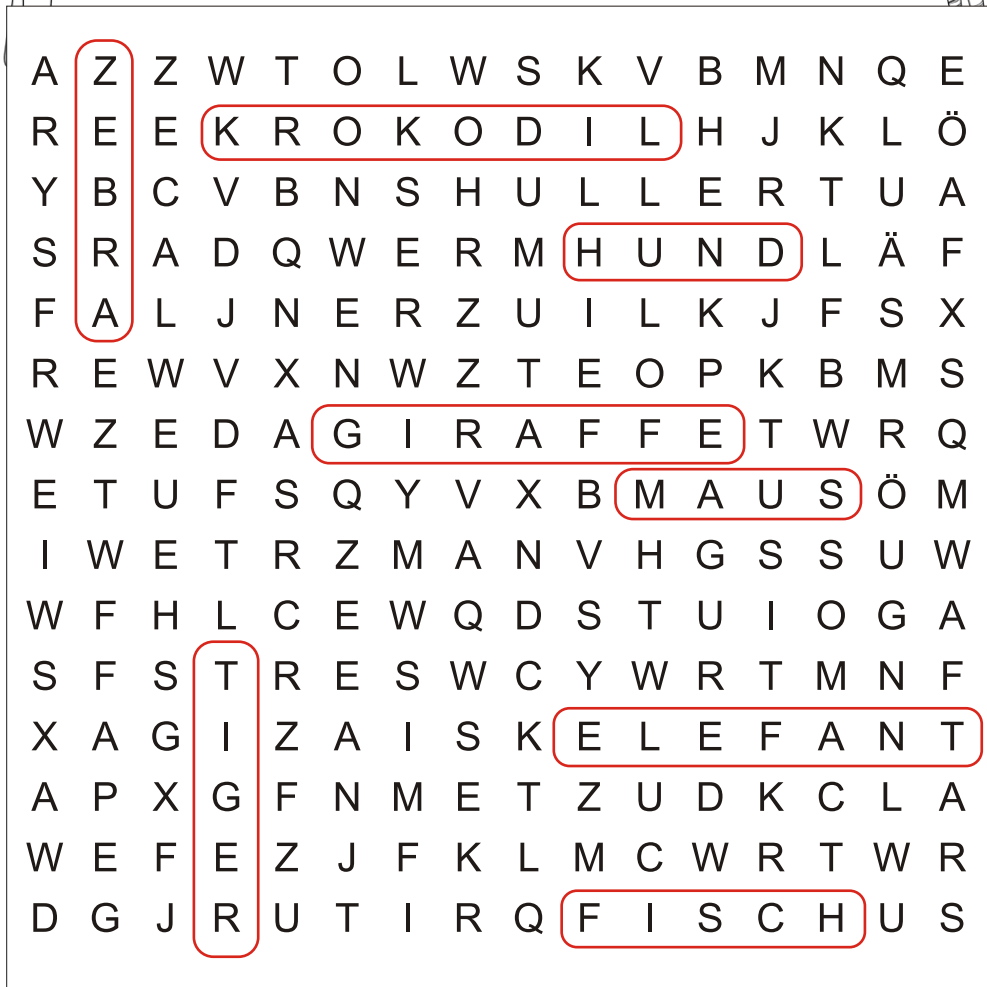 A Z Z W T O L W S K V B M N Q E
R E E K R O K O D I L H J K L Ö
Y B C V B N S H U L L E R T U A
S R A D Q W E R M H U N D L Ä F
F A L J N E R Z U I L K J F S X
R E W V X N W Z T E O P K B M S
W Z E D A G I R A F F E T W R Q
E T U F S Q Y V X B M A U S Ö M
I W E T R Z M A N V H G S S U W
W F H L C E W Q D S T U I O G A
S F S T R E S W C Y W R T M N F
X A G I Z A I S K E L E F A N T
A P X G F N M E T Z U D K C L A
W E F E Z J F K L M C W R T W R
D G J R U T I R Q F I S C H U S